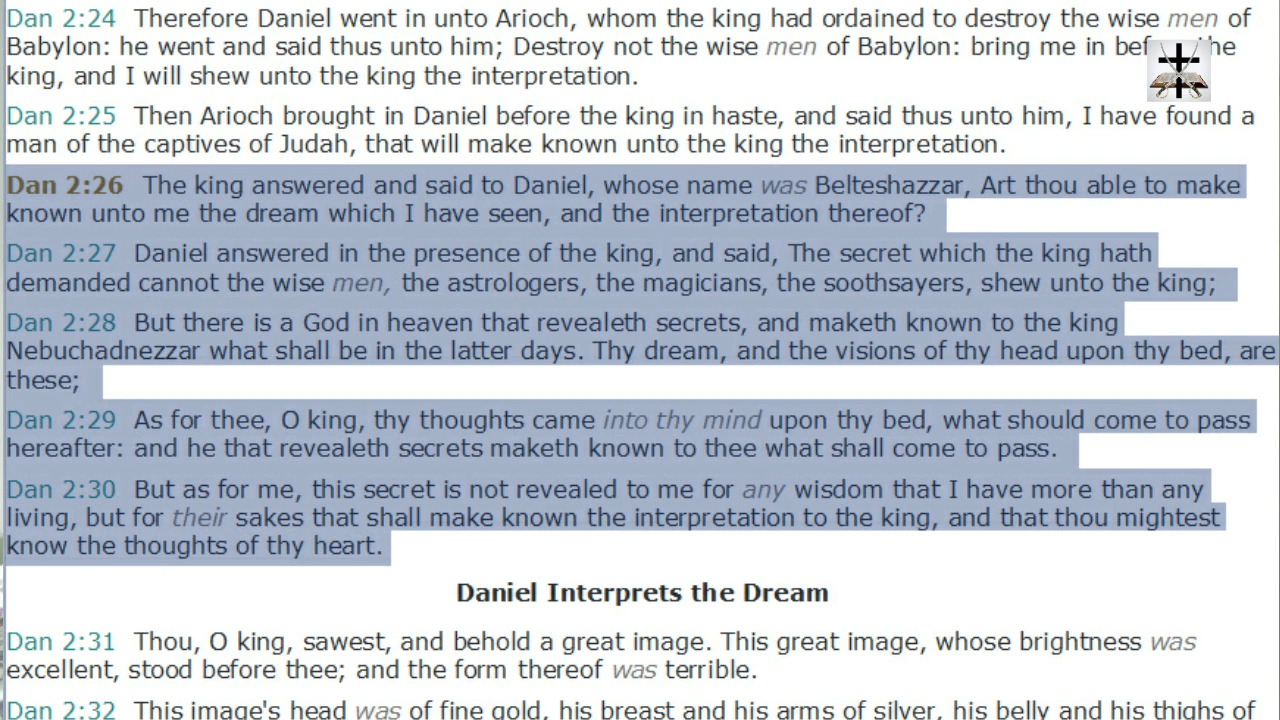 Dan 2:24 Therefore Daniel went in unto Arioch, whom the king had ordained to destroy the wise men of
Babylon: he went and said thus unto him; Destroy not the wise men of Babylon: bring me in before the
king, and I will shew unto the king the interpretation.
Dan 2:25 Then Arioch brought in Daniel before the king in haste, and said thus unto him, I have found a
man of the captives of Judah, that will make known unto the king the interpretation.
Dan 2:26 The king answered and said to Daniel, whose name was Belteshazzar, Art thou able to make
known unto me the dream which I have seen, and the interpretation thereof?
Dan 2:27 Daniel answered in the presence of the king, and said, The secret which the king hath
demanded cannot the wise men, the astrologers, the magicians, the soothsayers, shew unto the king;
Dan 2:28 But there is a God in heaven that revealeth secrets, and maketh known to the king
Nebuchadnezzar what shall be in the latter days. Thy dream, and the visions of thy head upon thy bed, are
these;
Dan 2:29 As for thee, O king, thy thoughts came into thy mind upon thy bed, what should come to pass
hereafter: and he that revealeth secrets maketh known to thee what shall come to pass.
Dan 2:30 But as for me, this secret is not revealed to me for any wisdom that I have more than any
living, but for their sakes that shall make known the interpretation to the king, and that thou mightest
know the thoughts of thy heart.
Daniel Interprets the Dream
Dan 2:31 Thou, O king, sawest, and behold a great image. This great image, whose brightness was
excellent, stood before thee; and the form thereof was terrible.
Dan 2:32 This image's head was of fine gold, his breast and his arms of silver, his belly and his thighs of